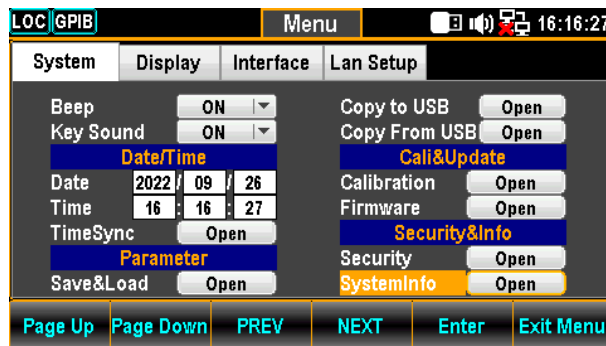 LOC GPIB Menu 16:16:27
System Display Interface Lan Setup
Beep ON Copy to USB Open
Key Sound ON Copy From USB Open
Date/Time Cali&Update
Date 2022 / 09 / 26 Calibration Open
Time 16 : 16 : 27 Firmware Open
TimeSync Open Security&Info
Parameter Security Open
Save&Load Open SystemInfo Open
Page Up Page Down PREV NEXT Enter Exit Menu